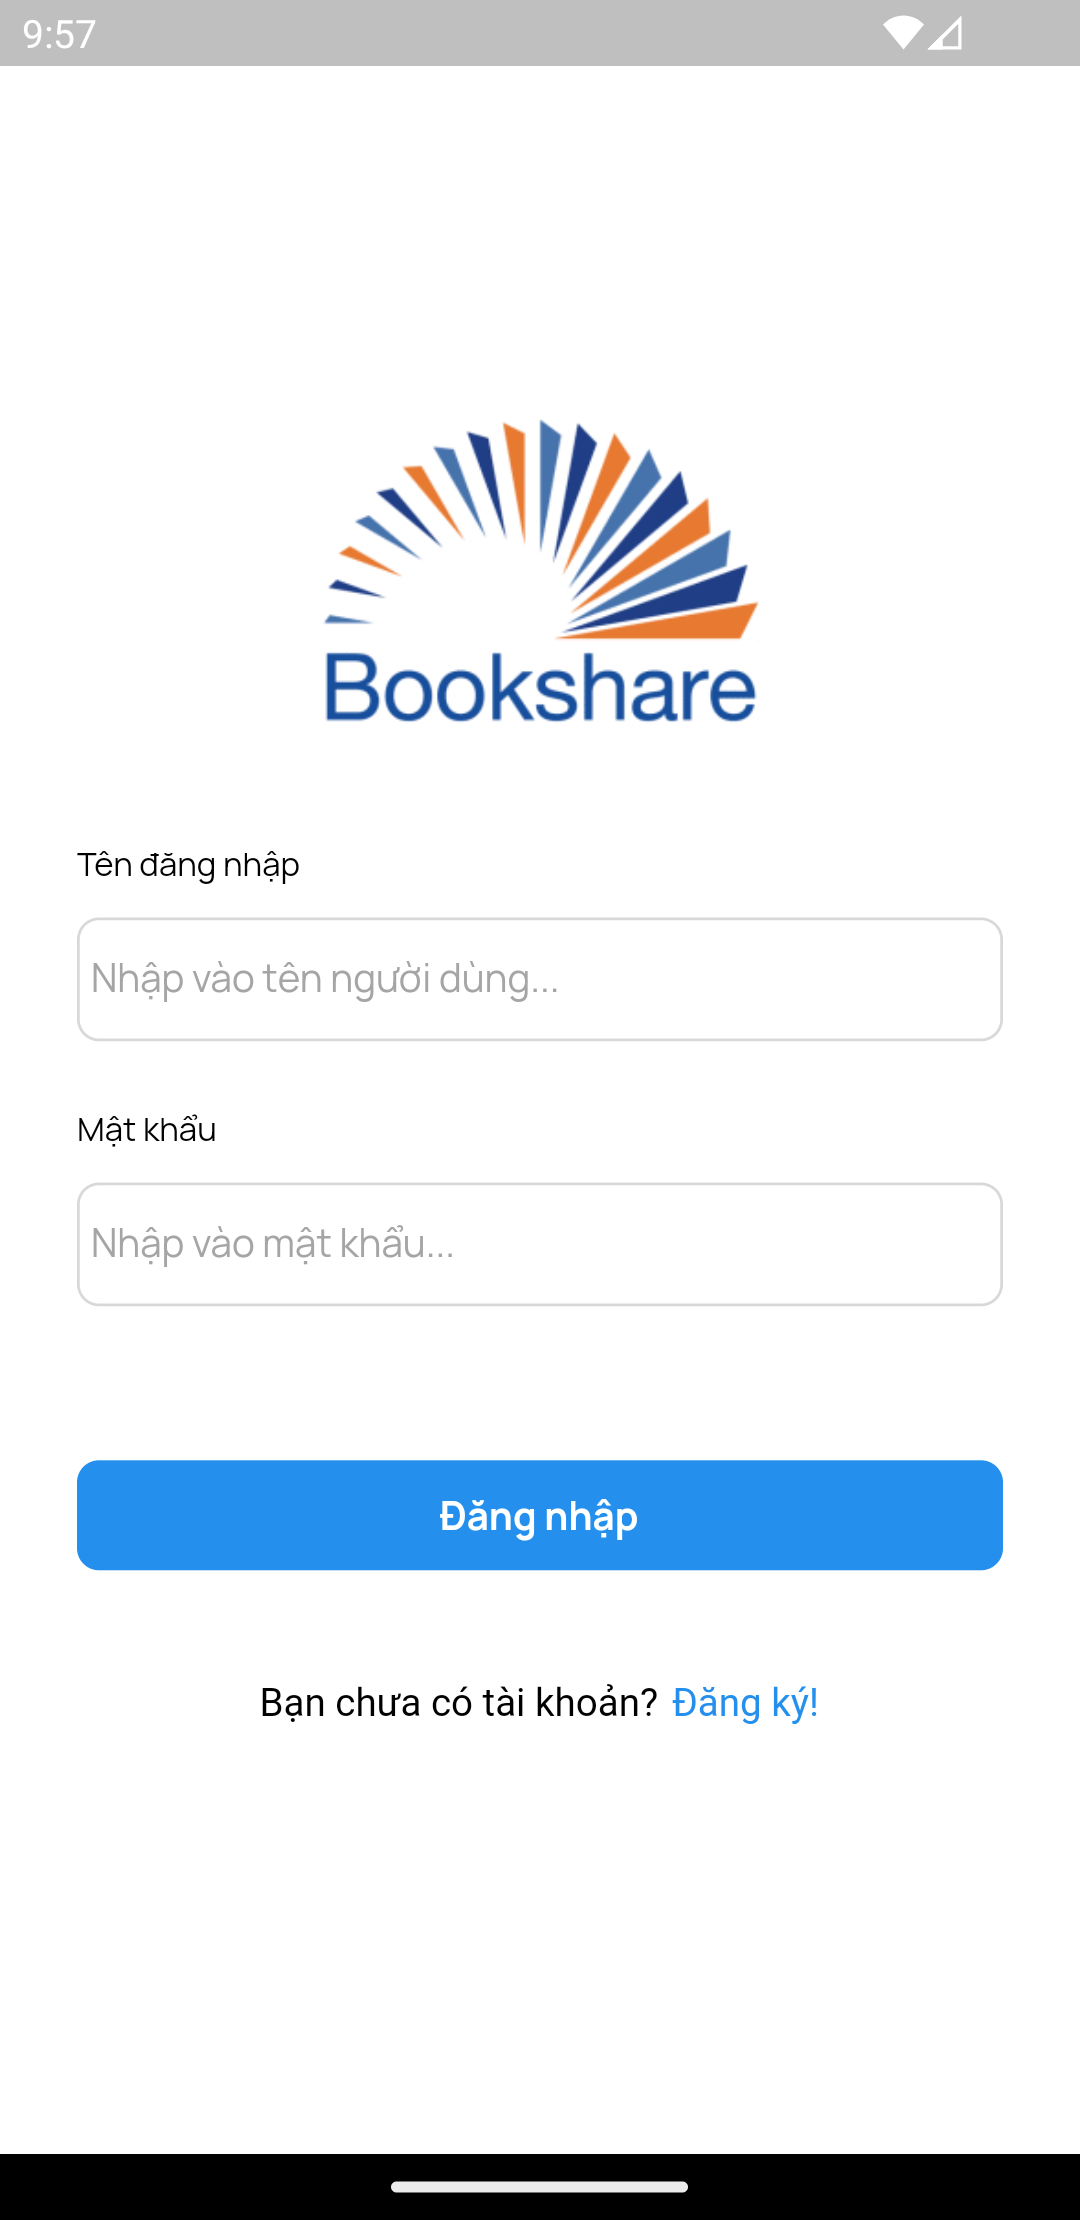 9:57
Bookshare
Tên đăng nhập
Nhập vào tên người dùng...
Mật khẩu
Nhập vào mật khẩu...
Đăng nhập
Bạn chưa có tài khoản? Đăng ký!